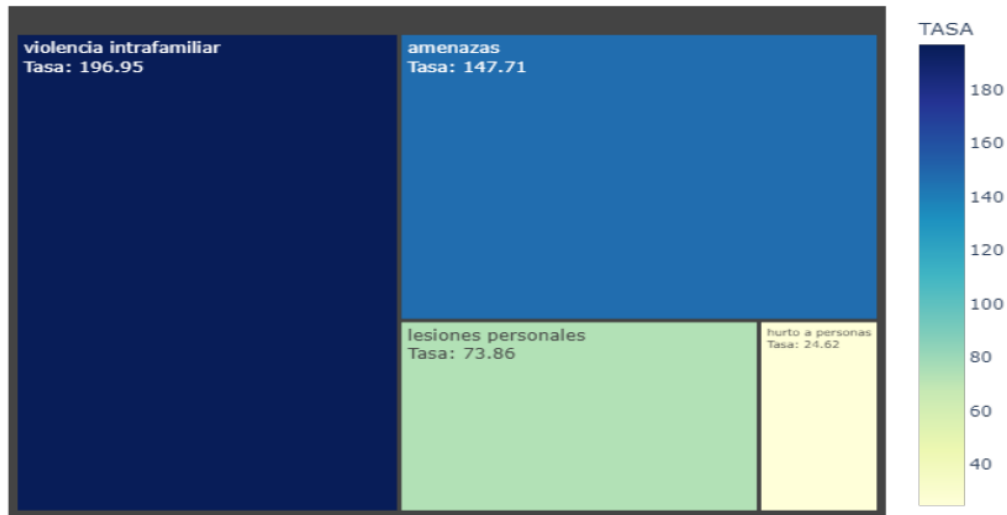 violencia intrafamiliar
Tasa: 196.95
amenazas
Tasa: 147.71
lesiones personales
Tasa: 73.86
hurto a personas
Tasa: 24.62
TASA
180
160
140
120
100
80
60
40